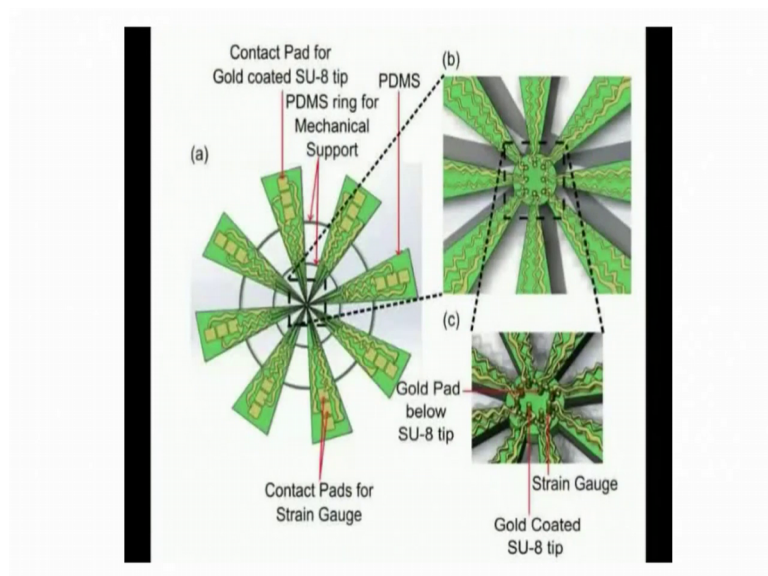 Contact Pad for
Gold coated SU-8 tip
PDMS
PDMS ring for
Mechanical
Support
(a)
(b)
(c)
Gold Pad
below
SU-8 tip
Strain Gauge
Contact Pads for
Strain Gauge
Gold Coated
SU-8 tip